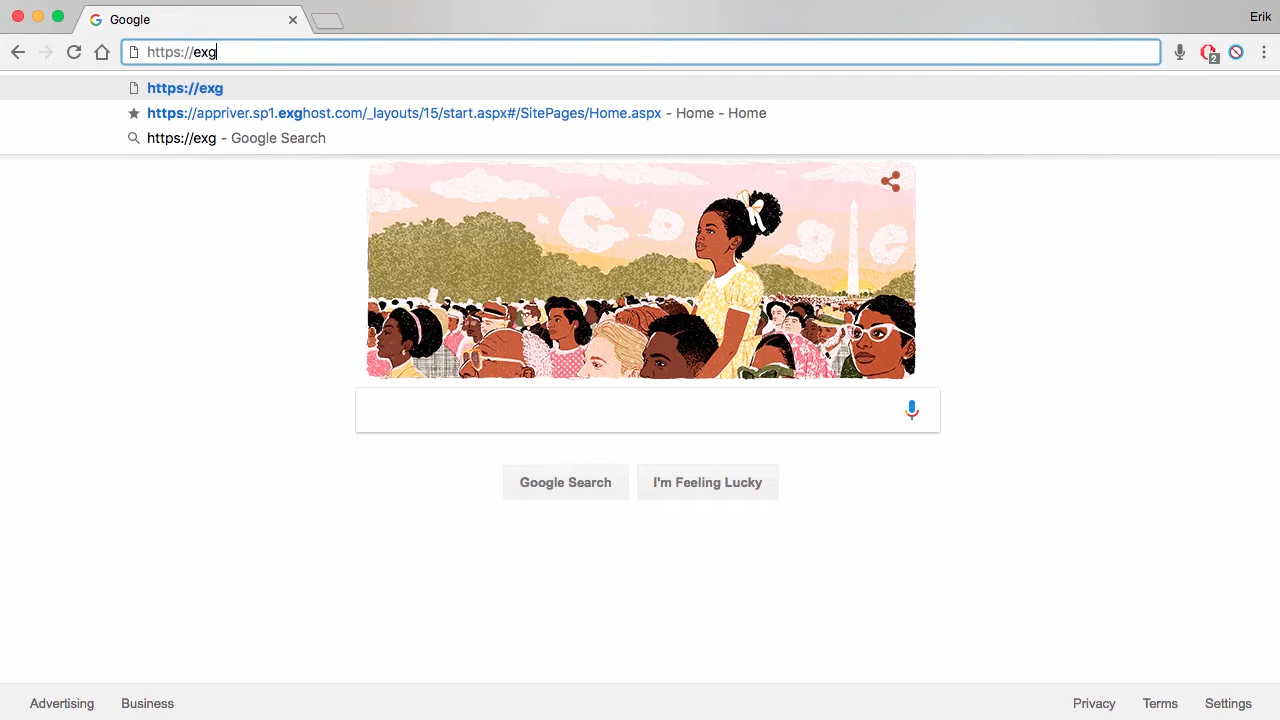 Google
Erik
https://exg
2
https://exg
https://appriver.sp1.exghost.com/_layouts/15/start.aspx#/SitePages/Home.aspx - Home - Home
https://exg - Google Search
Google Search
I'm Feeling Lucky
Advertising
Business
Privacy
Terms
Settings